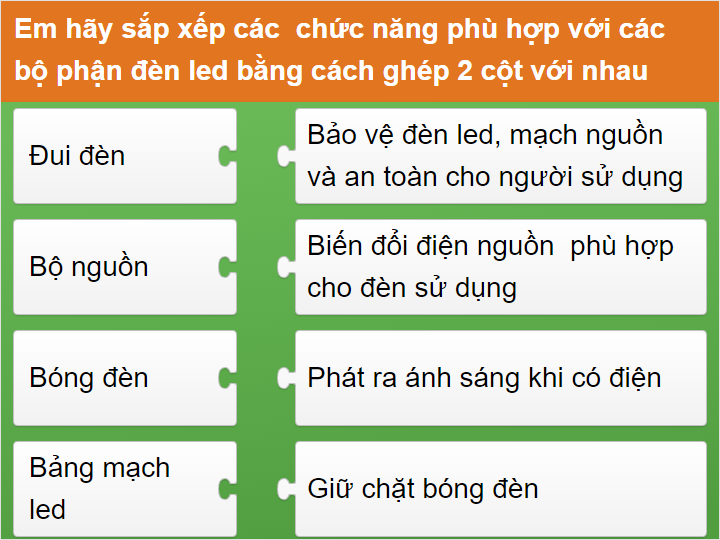 Em hãy sắp xếp các  chức năng phù hợp với các
bộ phận đèn led bằng cách ghép 2 cột với nhau
Đui đèn
Bảo vệ đèn led, mạch nguồn
và an toàn cho người sử dụng
Bộ nguồn
Biến đổi điện nguồn  phù hợp
cho đèn sử dụng
Bóng đèn
Phát ra ánh sáng khi có điện
Bảng mạch
led
Giữ chặt bóng đèn